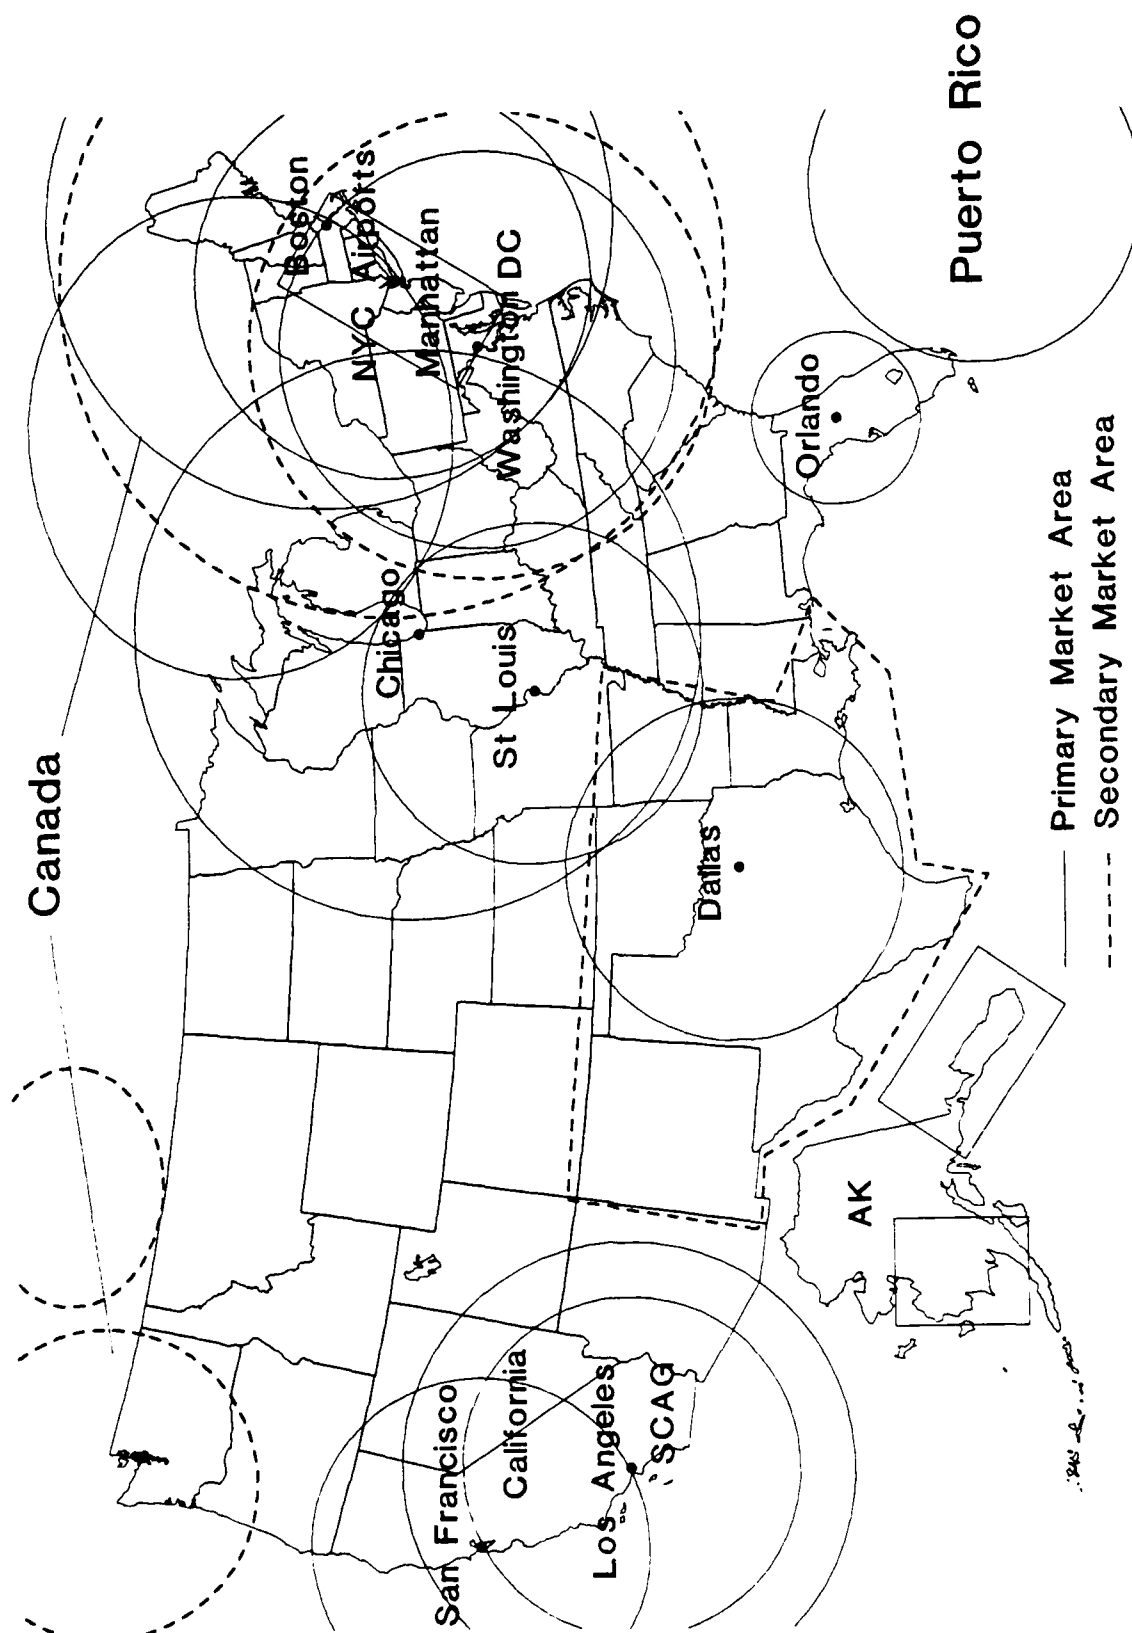 Canada
Boston
NYC Airports
Manhattan
Washington DC
Chicago
St Louis
San Francisco
California
Los Angeles
SCAG
Dallas
Orlando
AK
Puerto Rico
Primary Market Area
Secondary Market Area